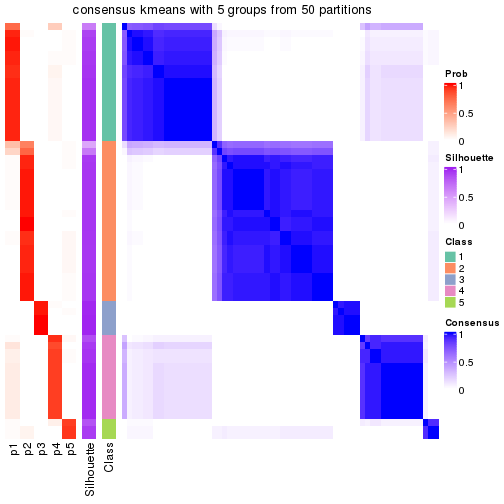 consensus kmeans with 5 groups from 50 partitions
Prob
1
0.5
0
Silhouette
1
0.5
0
Class
1
2
3
4
5
Consensus
1
0.5
0
p1
p2
p3
p4
p5
Silhouette
Class